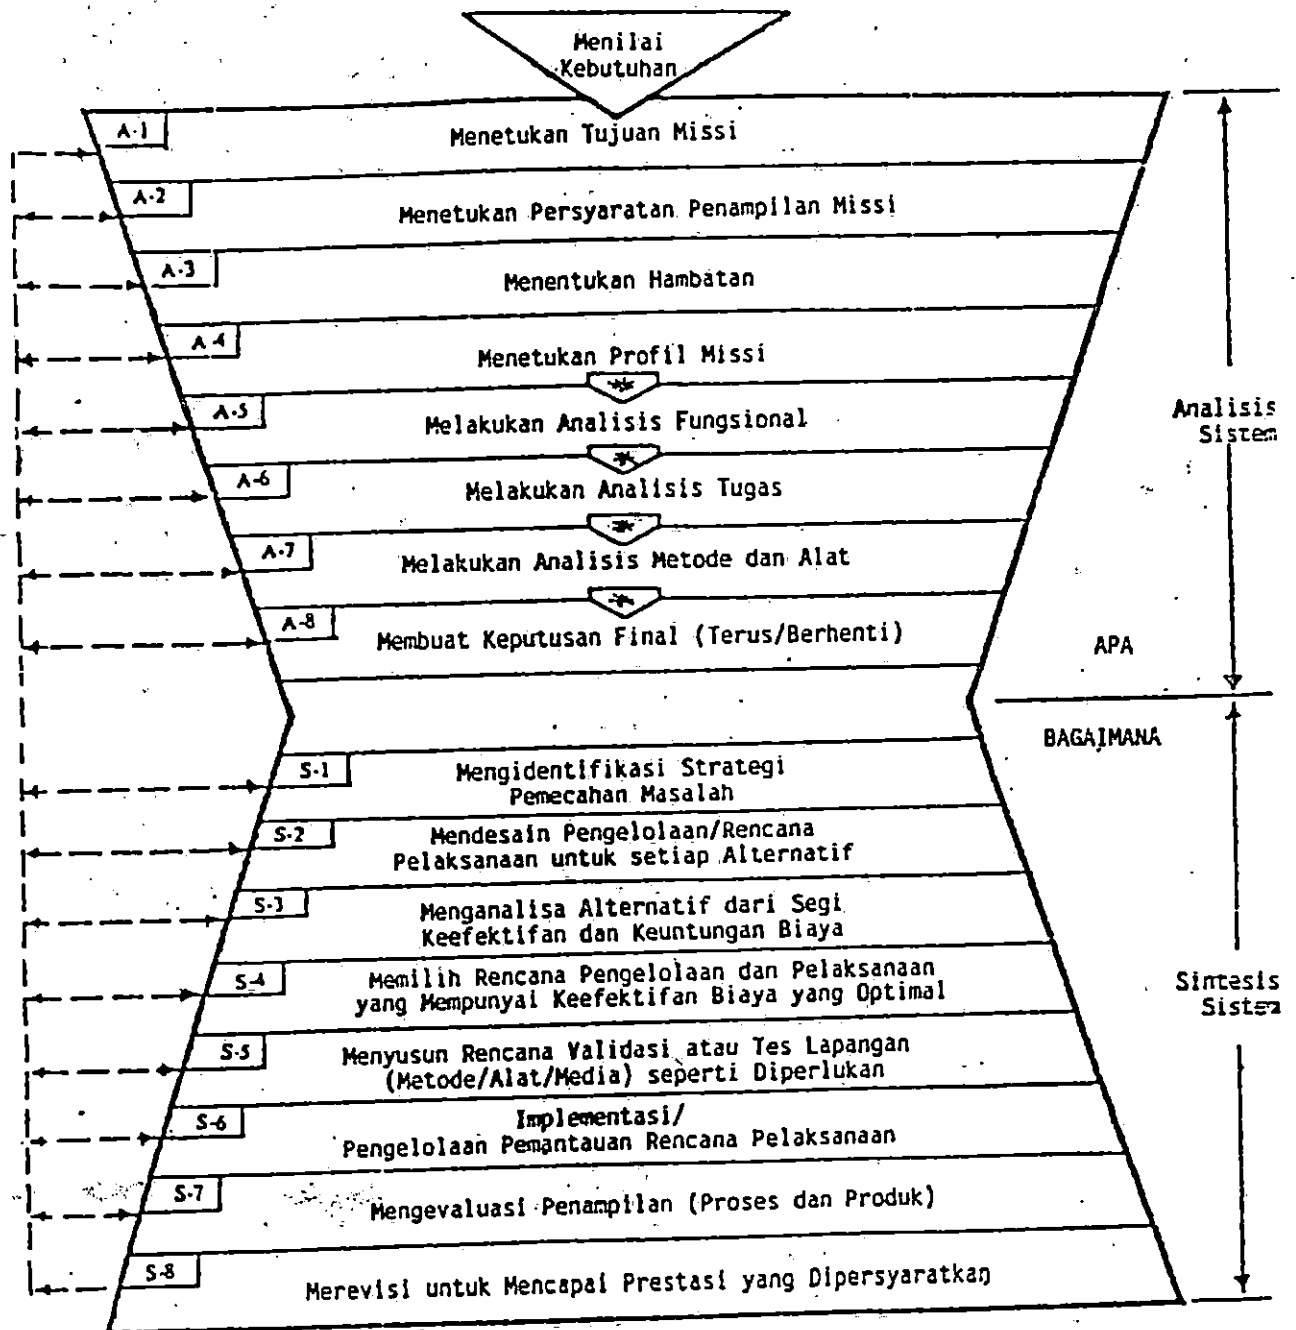 Menilai
Kebutuhan
A-1
Menetukan Tujuan Missi
A-2
Menetukan Persyaratan Penampilan Missi
A-3
Menentukan Hambatan
A-4
Menetukan Profil Missi
*
A-5
Melakukan Analisis Fungsional
*
A-6
Melakukan Analisis Tugas
*
A-7
Melakukan Analisis Metode dan Alat
*
A-8
Membuat Keputusan Final (Terus/Berhenti)
Analisis
Sistem
APA
BAGAIMANA
S-1
Mengidentifikasi Strategi
Pemecahan Masalah
S-2
Mendesain Pengelolaan/Rencana
Pelaksanaan untuk setiap Alternatif
S-3
Menganalisa Alternatif dari Segi
Keefektifan dan Keuntungan Biaya
S-4
Memilih Rencana Pengelolaan dan Pelaksanaan
yang Mempunyai Keefektifan Biaya yang Optimal
S-5
Menyusun Rencana Validasi atau Tes Lapangan
(Metode/Alat/Media) seperti Diperlukan
S-6
Implementasi/
Pengelolaan Pemantauan Rencana Pelaksanaan
S-7
Mengevaluasi Penampilan (Proses dan Produk)
S-8
Merevisi untuk Mencapai Prestasi yang Dipersyaratkan
Sintesis
Sistem